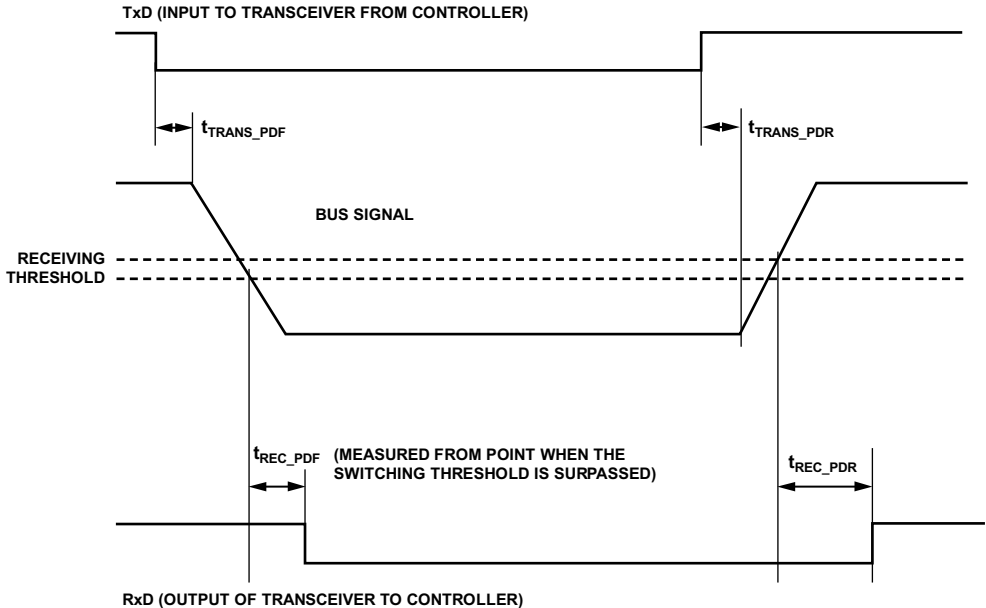 TxD (INPUT TO TRANSCEIVER FROM CONTROLLER)
tTRANS_PDF
tTRANS_PDR
BUS SIGNAL
RECEIVING
THRESHOLD
tREC_PDF (MEASURED FROM POINT WHEN THE
SWITCHING THRESHOLD IS SURPASSED)
tREC_PDR
RxD (OUTPUT OF TRANSCEIVER TO CONTROLLER)